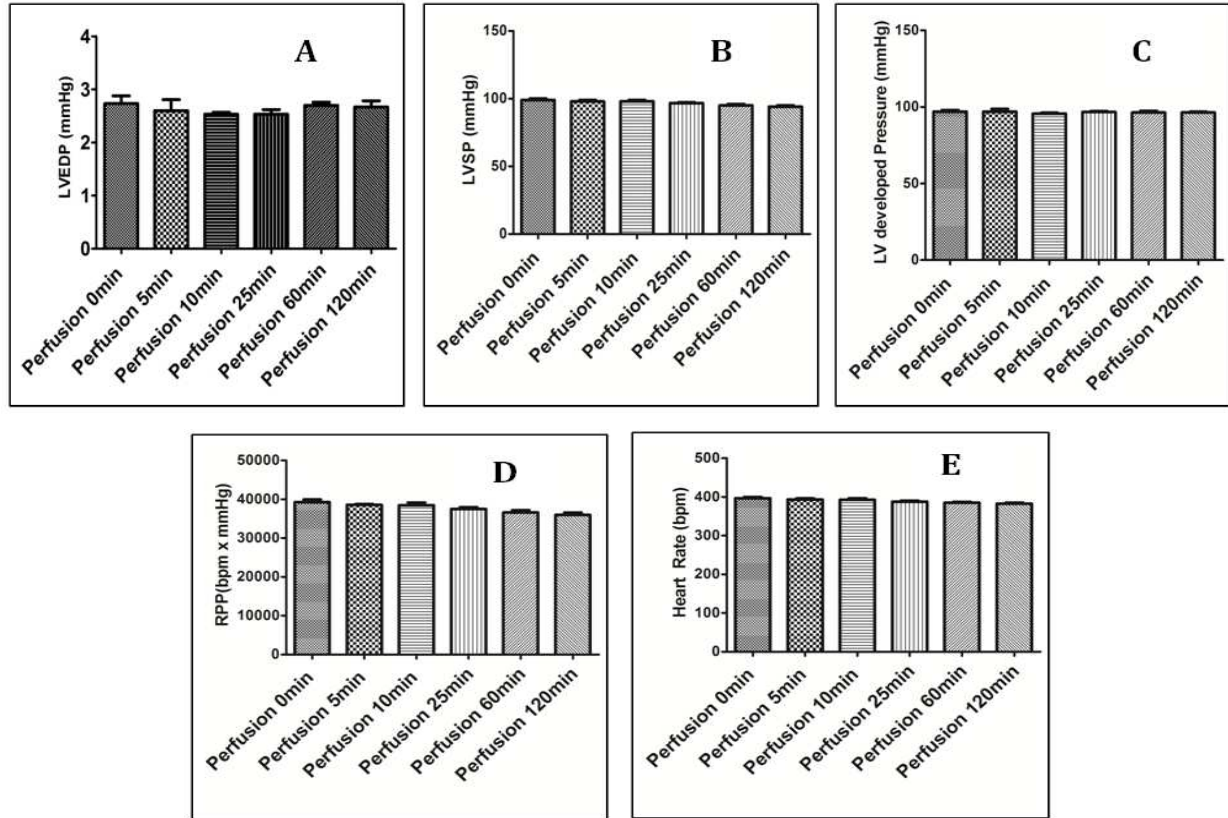 A
LVEDP (mmHg)
4
3
2
1
0
Perfusion 0min
Perfusion 5min
Perfusion 10min
Perfusion 25min
Perfusion 60min
Perfusion 120min
B
LVSP (mmHg)
150
100
50
0
Perfusion 0min
Perfusion 5min
Perfusion 10min
Perfusion 25min
Perfusion 60min
Perfusion 120min
C
LV developed Pressure (mmHg)
150
100
50
0
Perfusion 0min
Perfusion 5min
Perfusion 10min
Perfusion 25min
Perfusion 60min
Perfusion 120min
D
RPP(bpm x mmHg)
50000
40000
30000
20000
10000
0
Perfusion 0min
Perfusion 5min
Perfusion 10min
Perfusion 25min
Perfusion 60min
Perfusion 120min
E
Heart Rate (bpm)
500
400
300
200
100
0
Perfusion 0min
Perfusion 5min
Perfusion 10min
Perfusion 25min
Perfusion 60min
Perfusion 120min